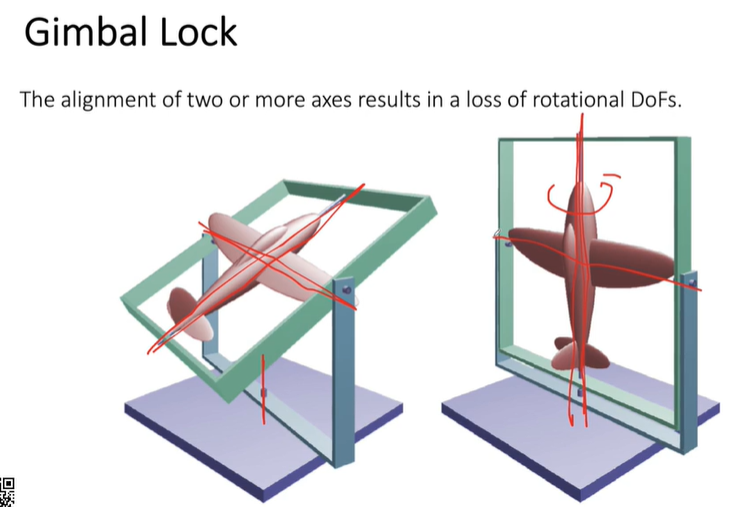 Gimbal Lock
The alignment of two or more axes results in a loss of rotational DoFs.